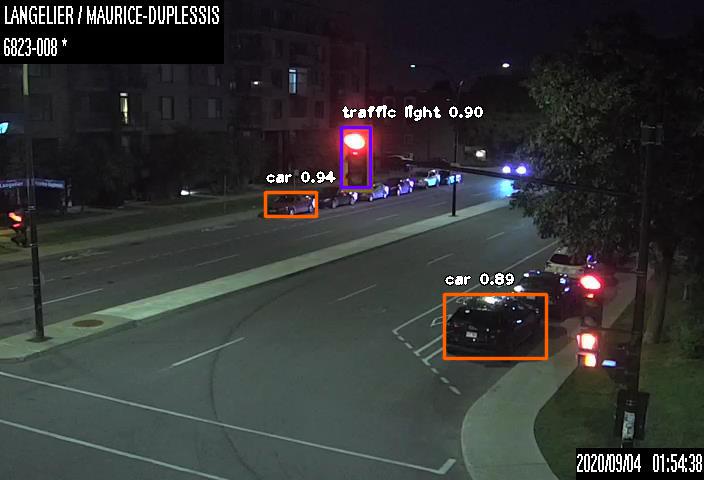 LANGELIER / MAURICE-DUPLESSIS
6823-008 *
traffic light 0.90
car 0.94
Langelier
car 0.89
2020/09/04 01:54:38